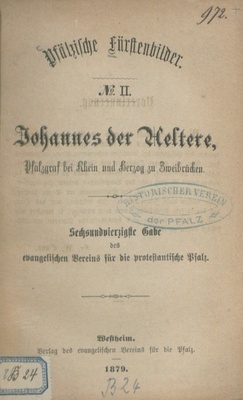 972.
Pfälzische Fürstenbilder.
№ II.
Johannes der Aeltere,
Pfalzgraf bei Rhein und Herzog zu Zweibrücken.
HISTORISCHER VEREIN
der PFALZ
Sechsundvierzigste Gabe
des
evangelischen Vereins für die protestantische Pfalz.
Westheim.
Verlag des evangelischen Vereins für die Pfalz.
1879.
B 24
B 24